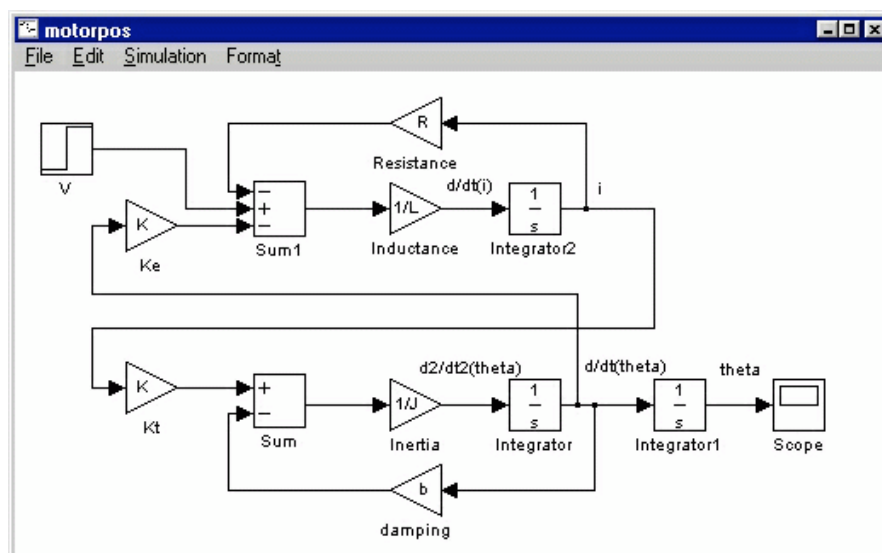 motorpos
File Edit Simulation Format
R
Resistance
V
d/dt(i)
i
−
+
−
1/L
1
s
K
Sum1
Inductance
Integrator2
Ke
d2/dt2(theta)
d/dt(theta)
theta
K
+
−
1/J
1
s
1
s
Kt
Sum
Inertia
Integrator
Integrator1
Scope
b
damping